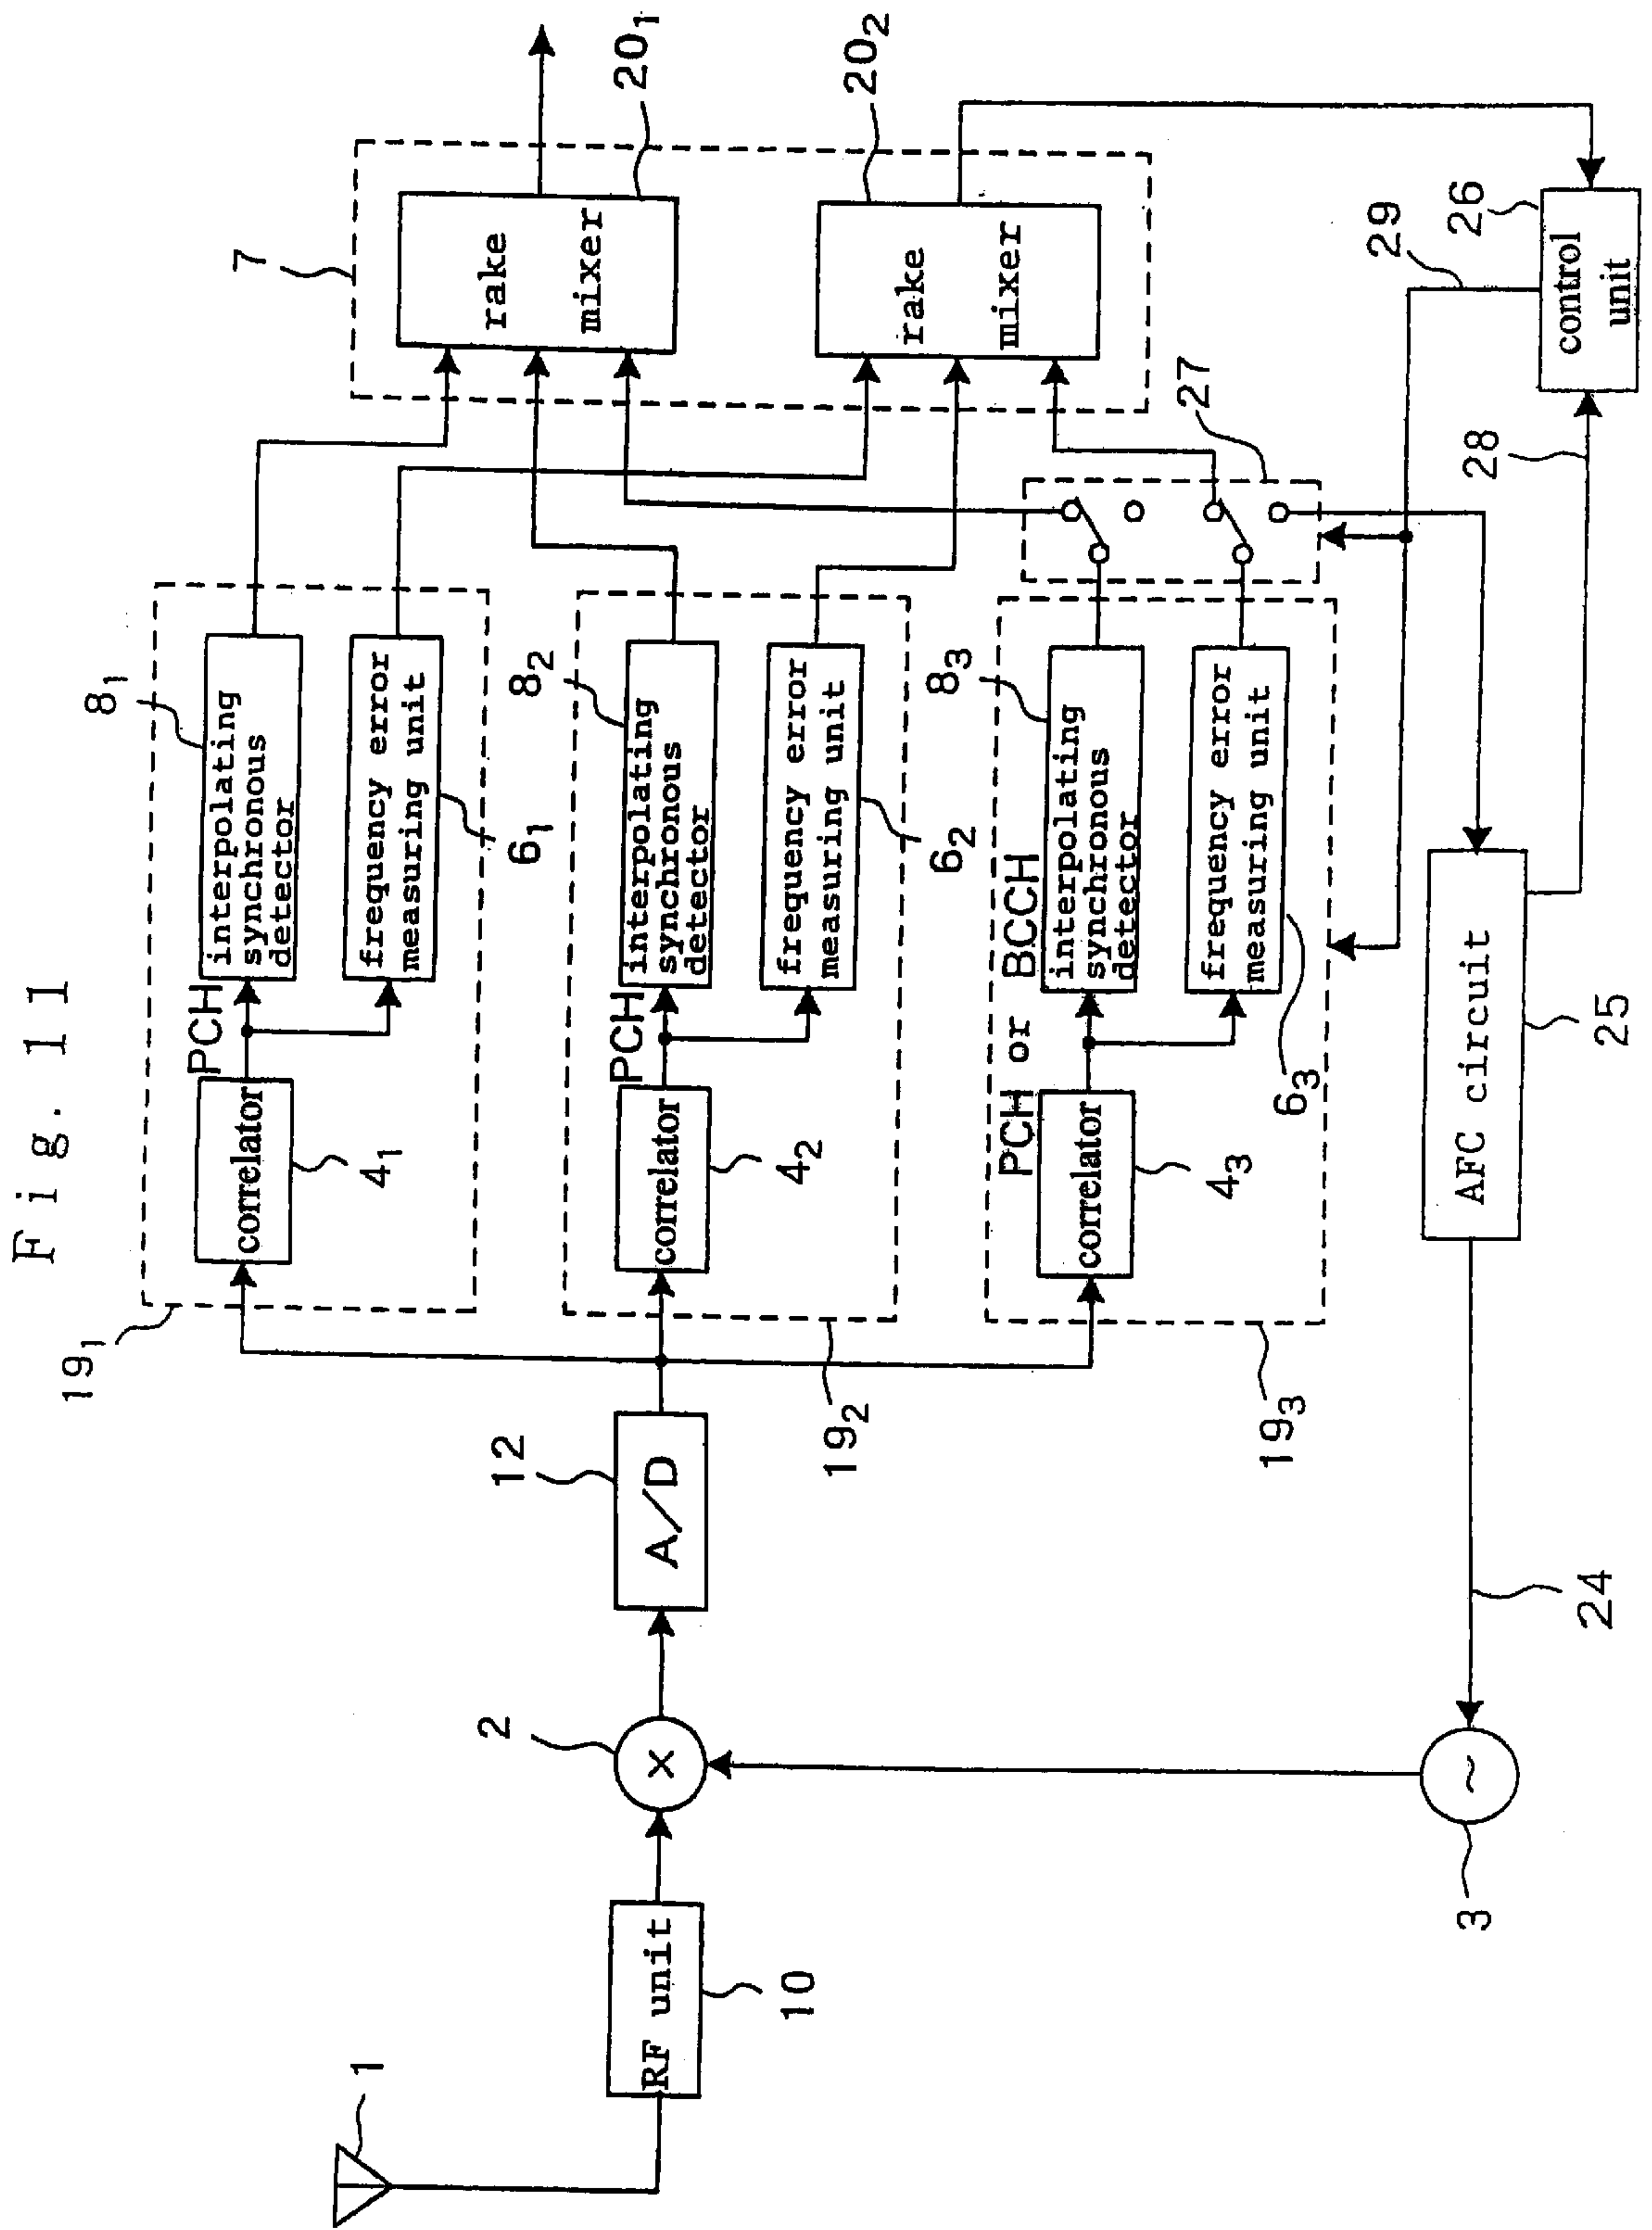 Fig. 11
1
RF unit
10
2
3
A/D
12
24
19₁
correlator
4₁
PCH
interpolating
synchronous
detector
8₁
frequency error
measuring unit
6₁
19₂
correlator
4₂
PCH
interpolating
synchronous
detector
8₂
frequency error
measuring unit
6₂
19₃
correlator
4₃
PCH or BCCH
interpolating
synchronous
detector
8₃
frequency error
measuring unit
6₃
27
7
rake
mixer
20₁
rake
mixer
20₂
AFC circuit
25
28
29
control
unit
26